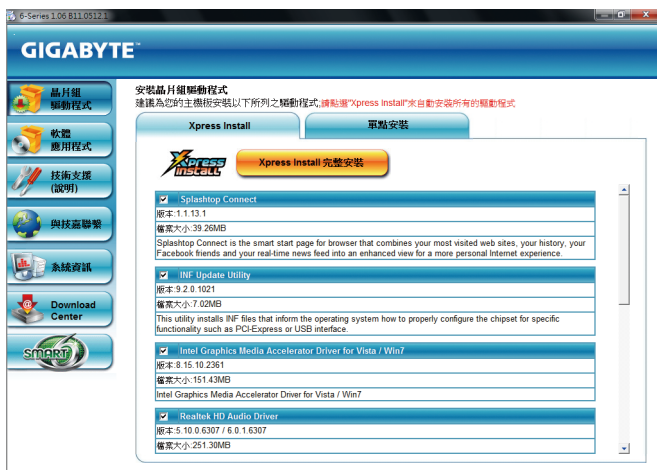 6-Series 1.06 B11.0512.1
GIGABYTE™
晶片組
驅動程式
軟體
應用程式
技術支援
(說明)
與技嘉聯繫
系統資訊
Download
Center
SMART6
安裝晶片組驅動程式
建議為您的主機板安裝以下所列之驅動程式;請點選"Xpress Install"來自動安裝所有的驅動程式
Xpress Install
單點安裝
Xpress
INSTALL
Xpress Install 完整安裝
Splashtop Connect
版本:1.1.13.1
檔案大小:39.26MB
Splashtop Connect is the smart start page for browser that combines your most visited web sites, your history, your
Facebook friends and your real-time news feed into an enhanced view for a more personal Internet experience.
INF Update Utility
版本:9.2.0.1021
檔案大小:7.02MB
This utility installs INF files that inform the operating system how to properly configure the chipset for specific
functionality such as PCI-Express or USB interface.
Intel Graphics Media Accelerator Driver for Vista / Win7
版本:8.15.10.2361
檔案大小:151.43MB
Intel Graphics Media Accelerator Driver for Vista / Win7
Realtek HD Audio Driver
版本:5.10.0.6307 / 6.0.1.6307
檔案大小:251.30MB